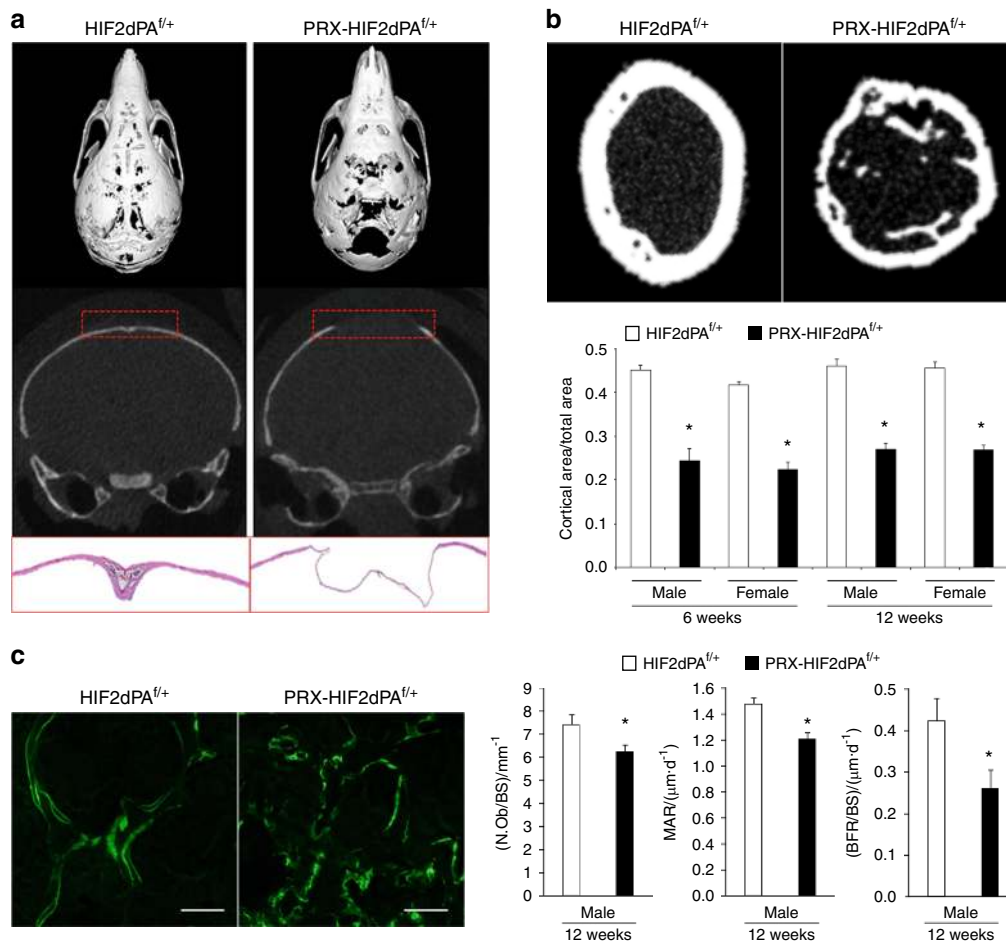 a
HIF2dPA^f/+ PRX-HIF2dPA^f/+
b
HIF2dPA^f/+ PRX-HIF2dPA^f/+
HIF2dPA^f/+ PRX-HIF2dPA^f/+
Cortical area/total area
0.5
0.4
0.3
0.2
0.1
0.0
* * * *
Male Female Male Female
6 weeks 12 weeks
c
HIF2dPA^f/+ PRX-HIF2dPA^f/+
HIF2dPA^f/+ PRX-HIF2dPA^f/+
(N.Ob/BS)/mm⁻¹
9
8
7
6
5
4
3
2
1
0
*
Male
12 weeks
MAR/(μm·d⁻¹)
1.6
1.4
1.2
1.0
0.8
0.6
0.4
0.2
0.0
*
Male
12 weeks
(BFR/BS)/(μm·d⁻¹)
0.5
0.4
0.3
0.2
0.1
0.0
*
Male
12 weeks